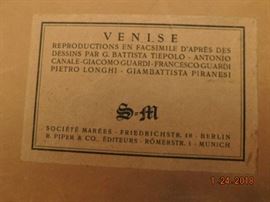 VENISE
REPRODUCTIONS EN FACSIMILE D'APRÈS DES
DESSINS PAR G. BATTISTA TIEPOLO - ANTONIO
CANALE - GIACOMO GUARDI - FRANCESCO GUARDI
PIETRO LONGHI - GIAMBATTISTA PIRANESI
S-M
SOCIÉTÉ MARÉES - FRIEDRICHSTR. 18 - BERLIN
R. PIPER & CO., ÉDITEURS - RÖMERSTR. 1 - MUNICH
1-24-2018